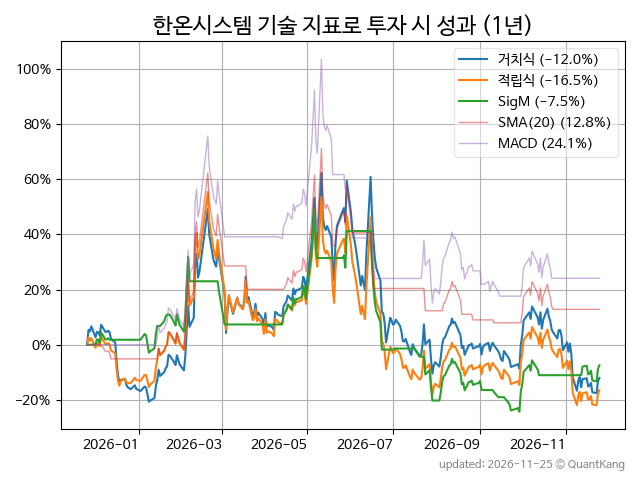 한온시스템 기술 지표로 투자 시 성과 (1년)
거치식 (-12.0%)
적립식 (-16.5%)
SigM (-7.5%)
SMA(20) (12.8%)
MACD (24.1%)
100%
80%
60%
40%
20%
0%
-20%
2026-01 2026-03 2026-05 2026-07 2026-09 2026-11
updated: 2026-11-25 © QuantKang